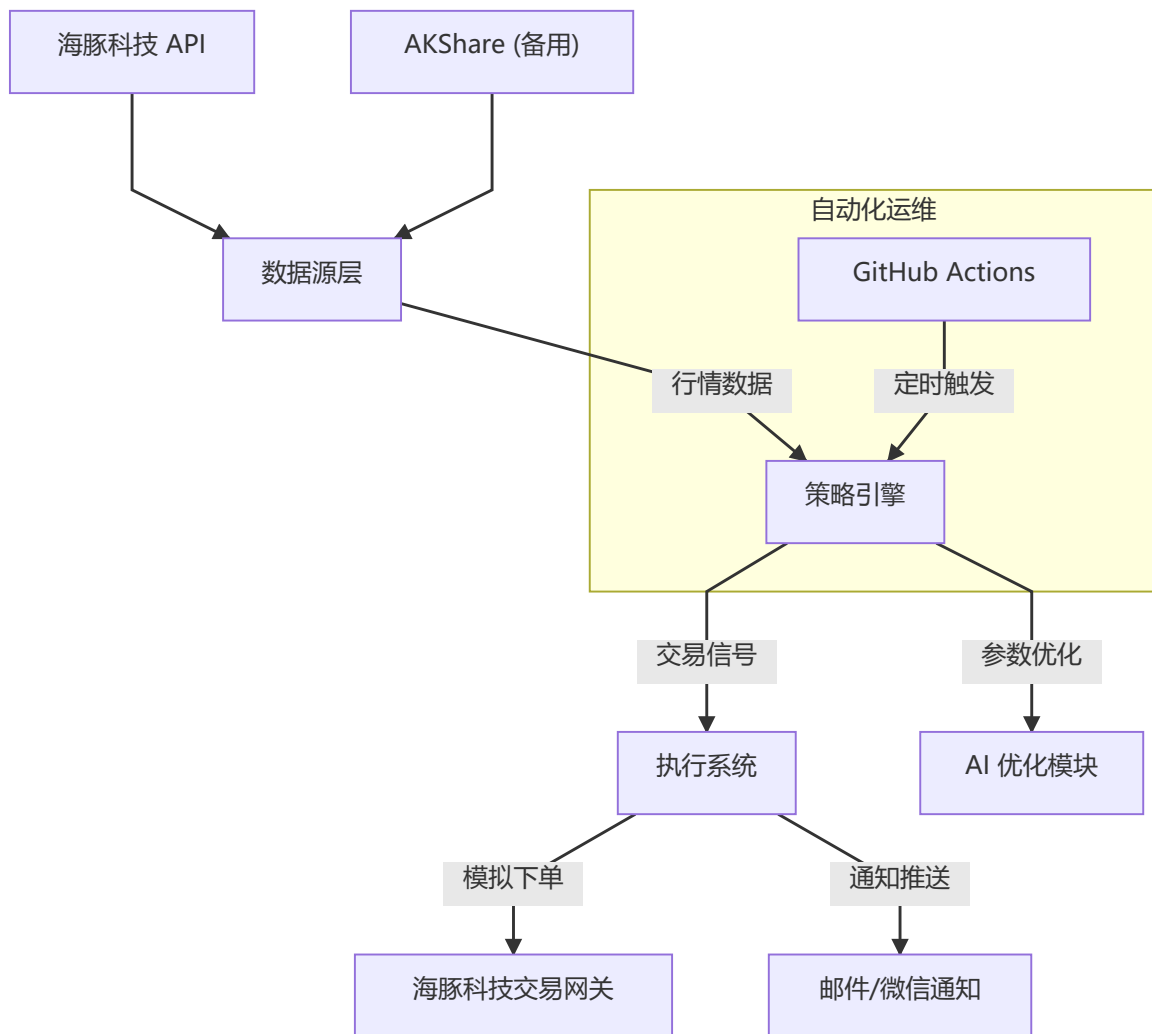 海豚科技 API
AKShare (备用)
自动化运维
数据源层
GitHub Actions
行情数据
定时触发
策略引擎
交易信号
参数优化
执行系统
AI 优化模块
模拟下单
通知推送
海豚科技交易网关
邮件/微信通知